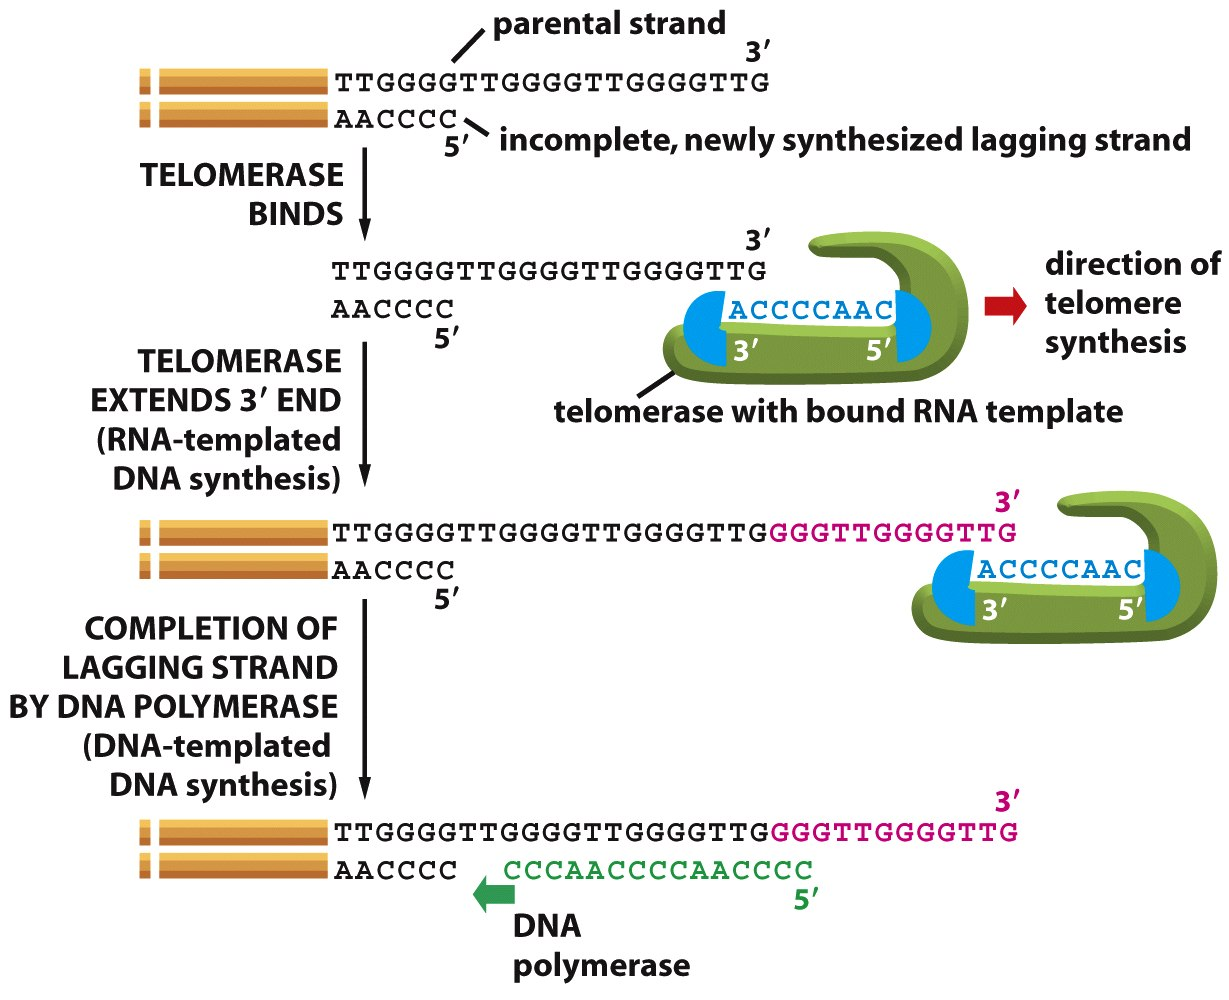 parental strand
3′
TTGGGGTTGGGGTTGGGGTTG
AACCCC
5′
incomplete, newly synthesized lagging strand
TELOMERASE
BINDS
3′
TTGGGGTTGGGGTTGGGGTTG
AACCCC
5′
ACCCCAAC
3′ 5′
direction of
telomere
synthesis
telomerase with bound RNA template
TELOMERASE
EXTENDS 3′ END
(RNA-templated
DNA synthesis)
3′
TTGGGGTTGGGGTTGGGGTTGGGGTTGGGGTTG
AACCCC
5′
ACCCCAAC
3′ 5′
COMPLETION OF
LAGGING STRAND
BY DNA POLYMERASE
(DNA-templated
DNA synthesis)
3′
TTGGGGTTGGGGTTGGGGTTGGGGTTGGGGTTG
AACCCC CCCAACCCCAACCCC
5′
DNA
polymerase